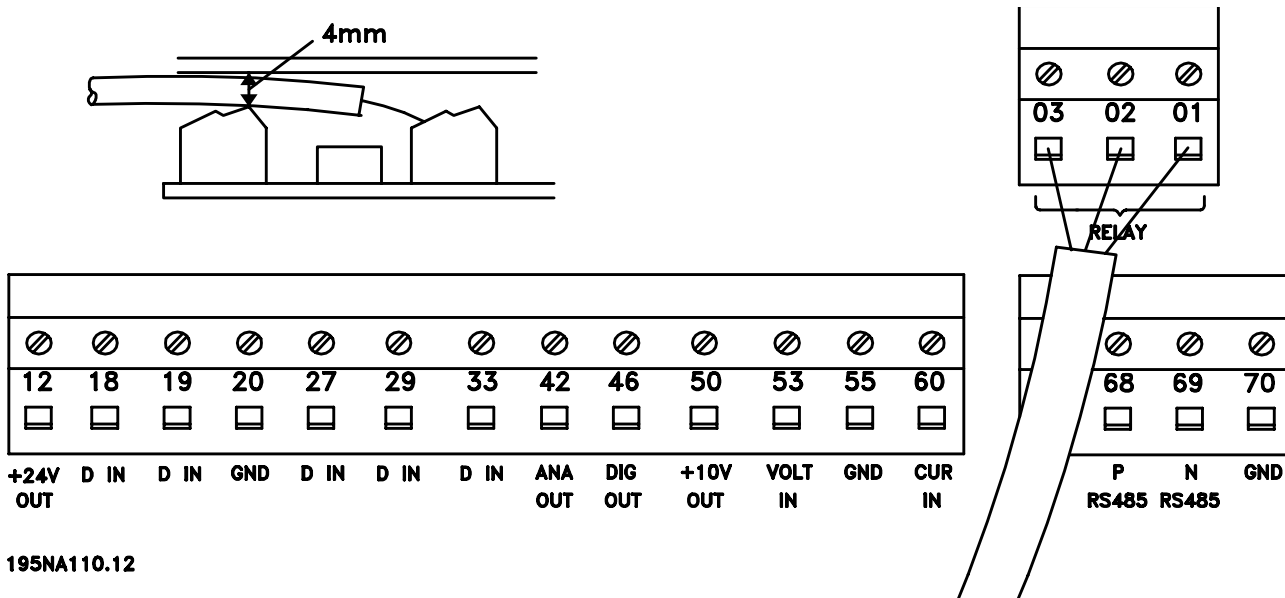 4mm
03 02 01
RELAY
12 18 19 20 27 29 33 42 46 50 53 55 60
+24V OUT D IN D IN GND D IN D IN D IN ANA OUT DIG OUT +10V OUT VOLT IN GND CUR IN
68 69 70
P RS485 N RS485 GND
195NA110.12